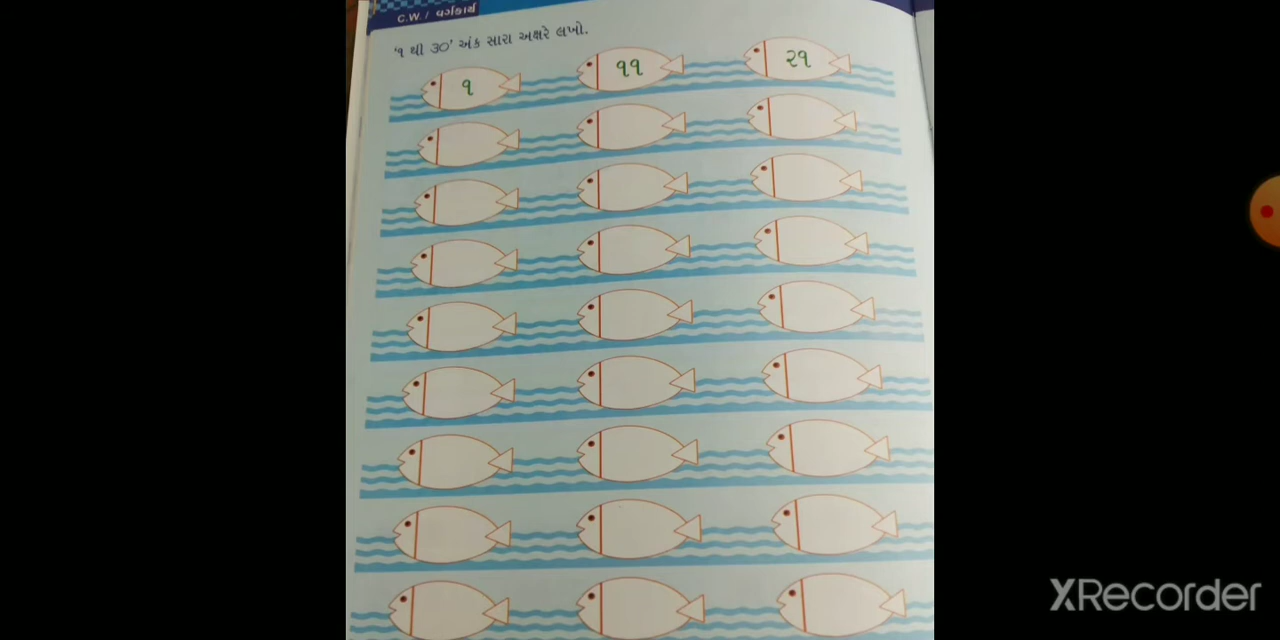 C.W. / વર્ગકાર્ય
'૧ થી ૩૦' અંક સારા અક્ષરે લખો.
૧ ૧૧ ૨૧
XRecorder